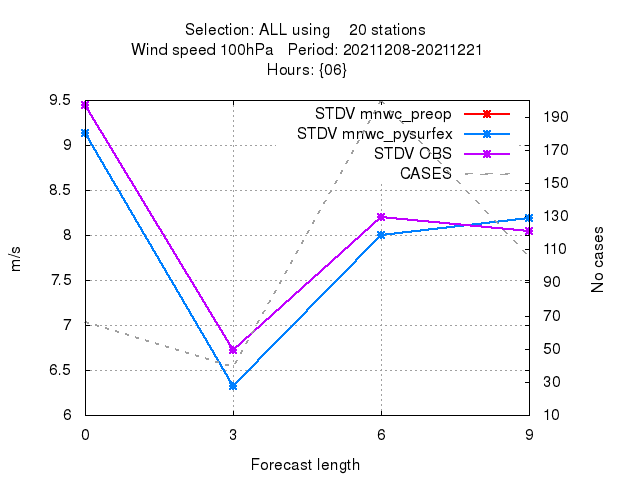 Selection: ALL using    20 stations
Wind speed 100hPa   Period: 20211208-20211221
Hours: {06}
STDV mnwc_preop
STDV mnwc_pysurfex
STDV OBS
CASES
9.5
9
8.5
8
7.5
7
6.5
6
m/s
190
170
150
130
110
90
70
50
30
10
No cases
0 3 6 9
Forecast length